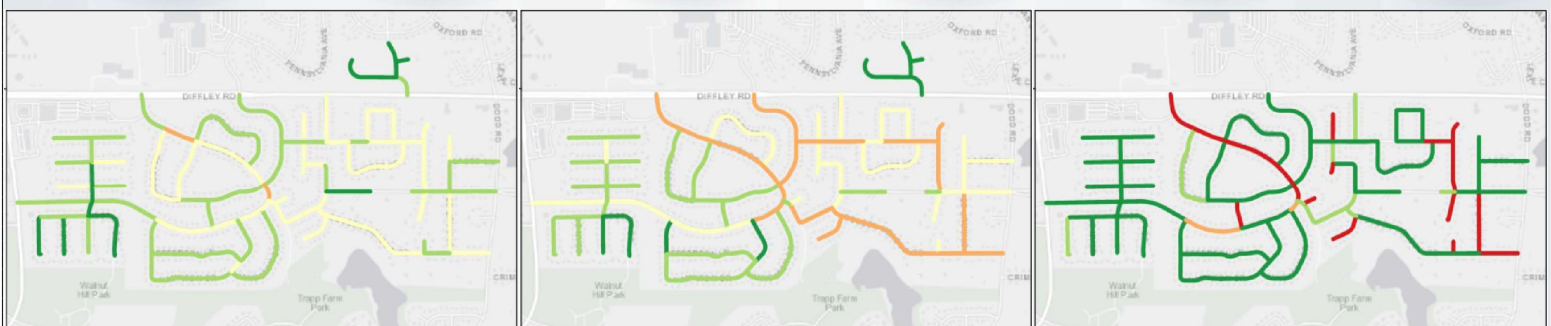 OXFORD RD
PENNSYLVANIA AVE
DIFFLEY RD
DODD RD
Walnut
Hill Park
Trapp Farm
Park
CRIM
OXFORD RD
PENNSYLVANIA AVE
DIFFLEY RD
DODD RD
Walnut
Hill Park
Trapp Farm
Park
CRIM
OXFORD RD
PENNSYLVANIA AVE
DIFFLEY RD
DODD RD
Walnut
Hill Park
Trapp Farm
Park
CRIM